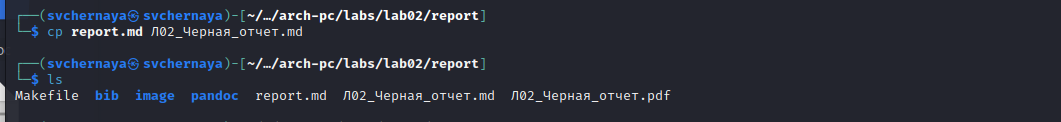 ┌──(svchernaya㉿svchernaya)-[~/…/arch-pc/labs/lab02/report]
└─$ cp report.md Л02_Черная_отчет.md
┌──(svchernaya㉿svchernaya)-[~/…/arch-pc/labs/lab02/report]
└─$ ls
Makefile  bib  image  pandoc  report.md  Л02_Черная_отчет.md  Л02_Черная_отчет.pdf